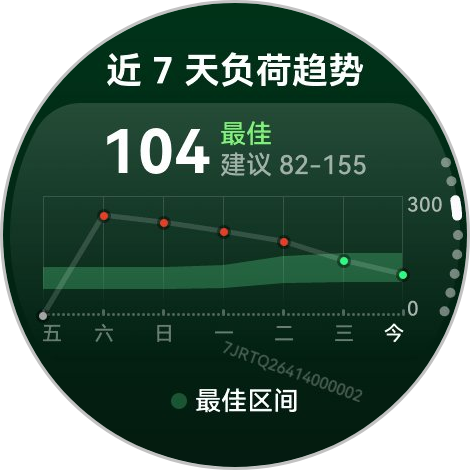 近 7 天负荷趋势
104
最佳
建议 82-155
300
0
五 六 日 一 二 三 今
7JRTQ26414000002
最佳区间